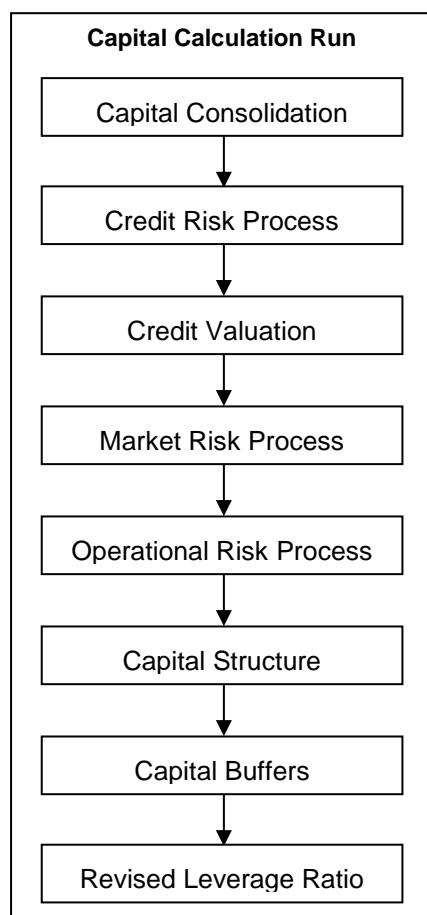 Capital Calculation Run
Capital Consolidation
Credit Risk Process
Credit Valuation
Market Risk Process
Operational Risk Process
Capital Structure
Capital Buffers
Revised Leverage Ratio